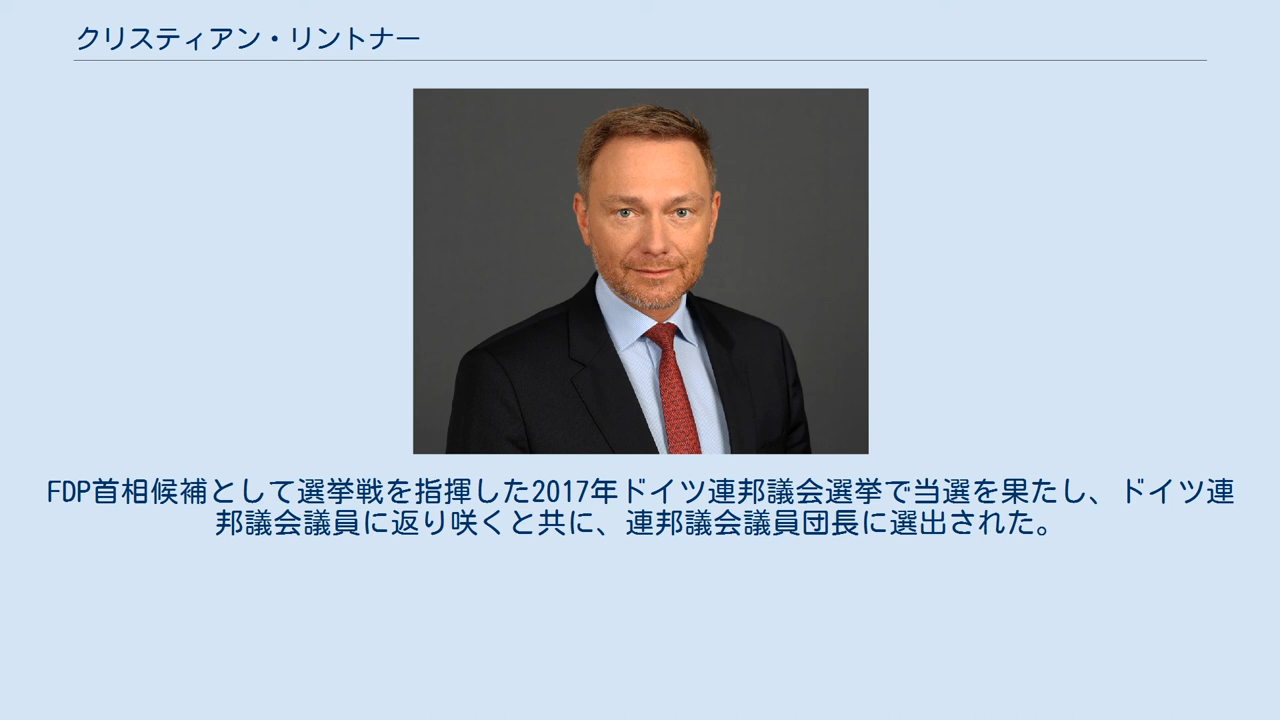 クリスティアン・リントナー
FDP首相候補として選挙戦を指揮した2017年ドイツ連邦議会選挙で当選を果たし、ドイツ連
邦議会議員に返り咲くと共に、連邦議会議員団長に選出された。